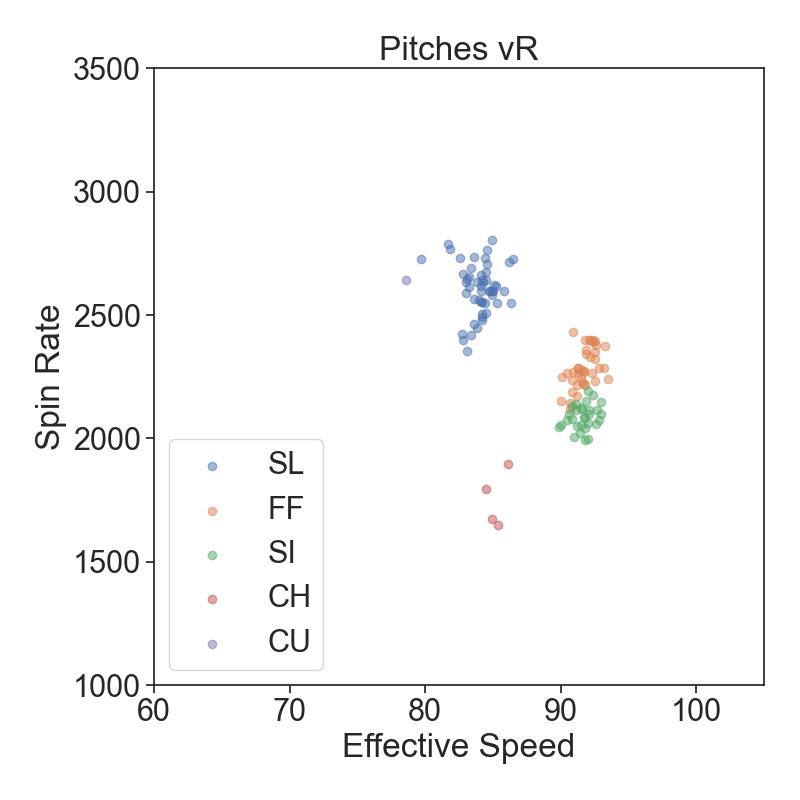 Pitches vR
3500
3000
2500
2000
1500
1000
Spin Rate
SL
FF
SI
CH
CU
60 70 80 90 100
Effective Speed